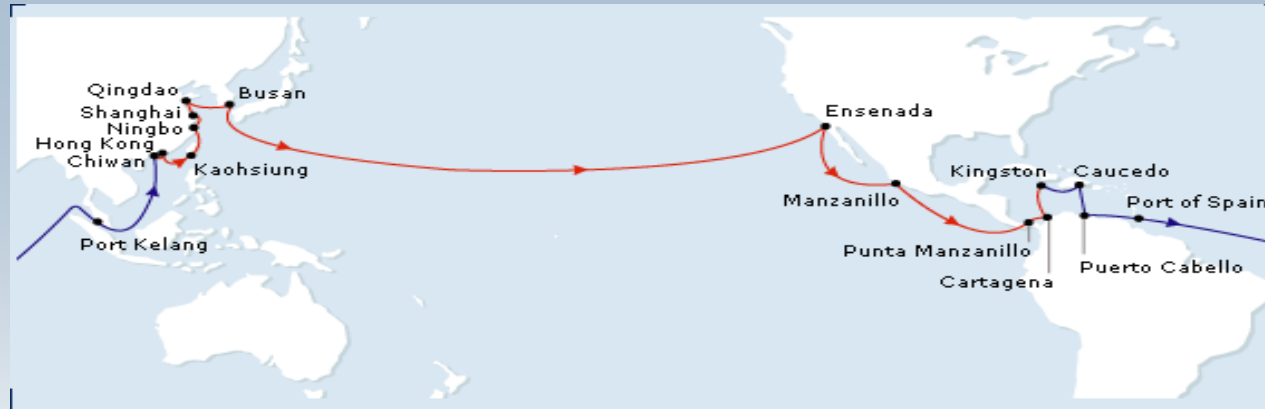 Qingdao
Busan
Shanghai
Ningbo
Hong Kong
Chiwan
Kaohsiung
Port Kelang
Ensenada
Manzanillo
Kingston
Caucedo
Port of Spain
Punta Manzanillo
Puerto Cabello
Cartagena